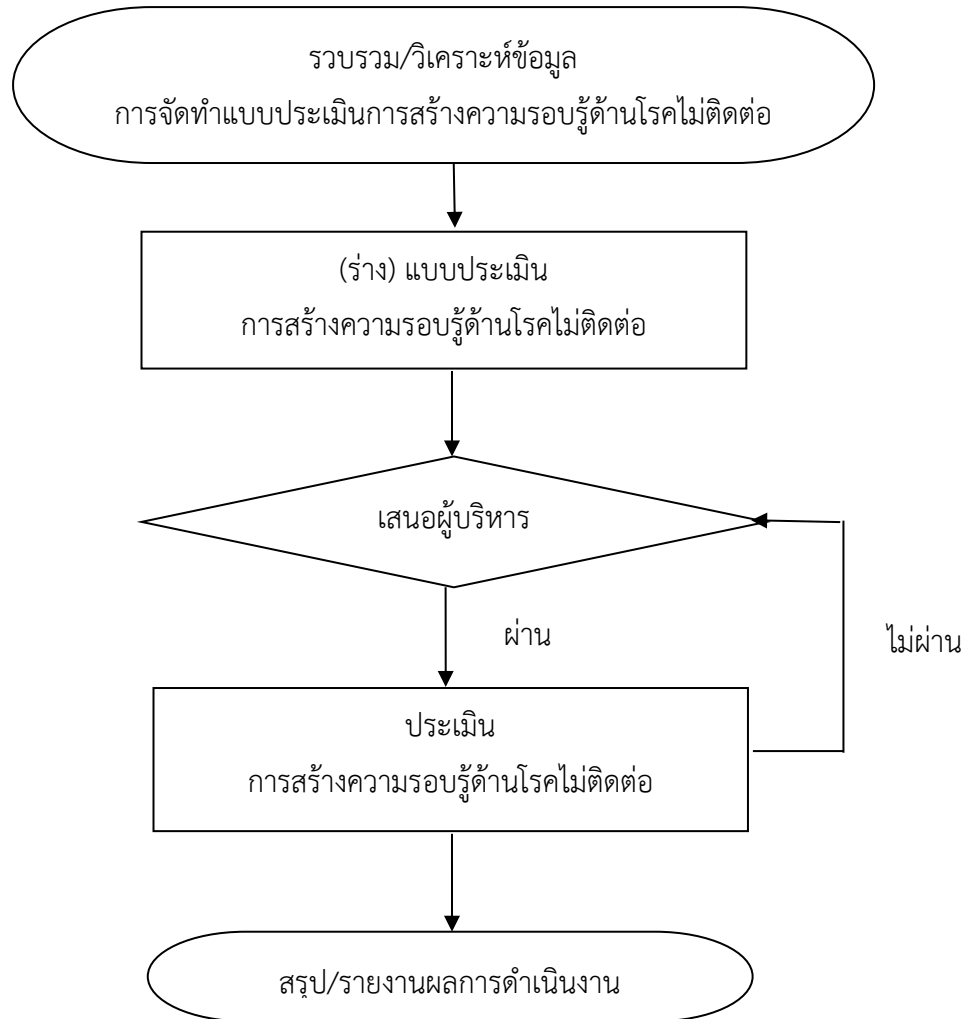 รวบรวม/วิเคราะห์ข้อมูล
การจัดทำแบบประเมินการสร้างความรอบรู้ด้านโรคไม่ติดต่อ
(ร่าง) แบบประเมิน
การสร้างความรอบรู้ด้านโรคไม่ติดต่อ
เสนอผู้บริหาร
ผ่าน
ไม่ผ่าน
ประเมิน
การสร้างความรอบรู้ด้านโรคไม่ติดต่อ
สรุป/รายงานผลการดำเนินงาน